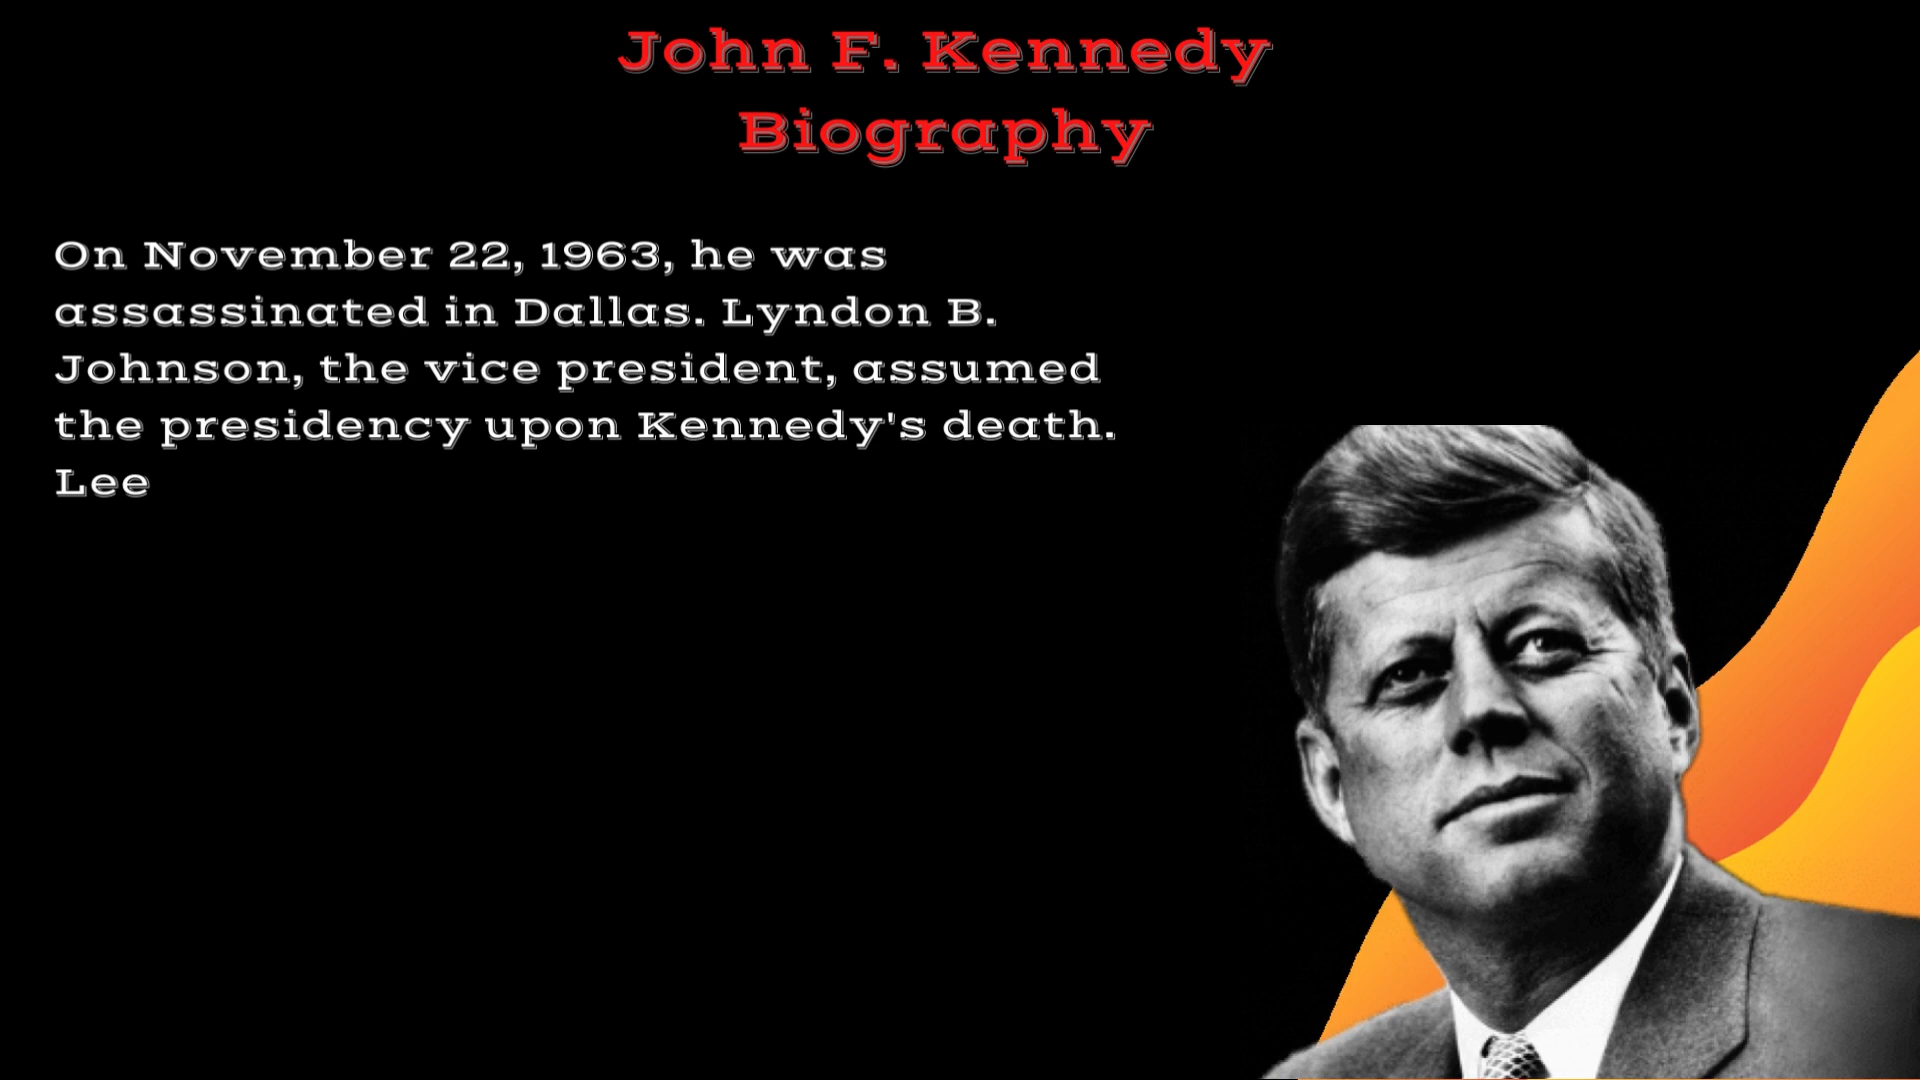 John F. Kennedy
Biography
On November 22, 1963, he was
assassinated in Dallas. Lyndon B.
Johnson, the vice president, assumed
the presidency upon Kennedy's death.
Lee